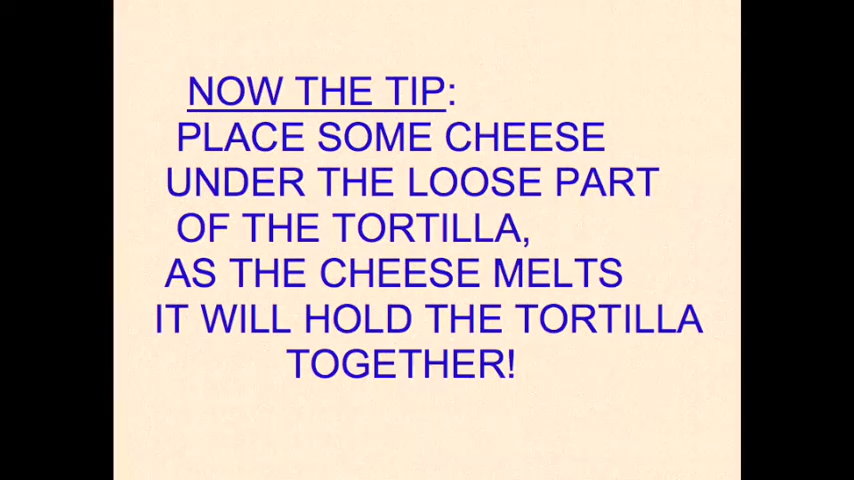 NOW THE TIP:
PLACE SOME CHEESE
UNDER THE LOOSE PART
OF THE TORTILLA,
AS THE CHEESE MELTS
IT WILL HOLD THE TORTILLA
TOGETHER!